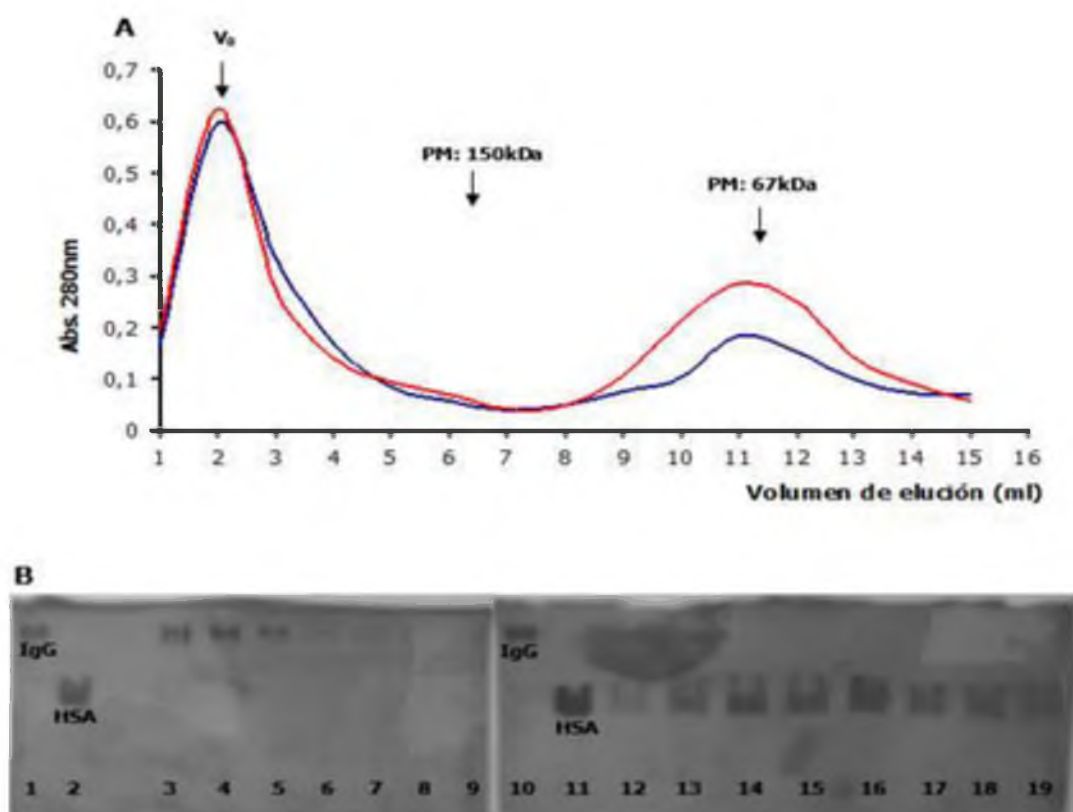 A
V₀
0,7
0,6
0,5
0,4
0,3
0,2
0,1
0
Abs. 280nm
PM: 150kDa
PM: 67kDa
1 2 3 4 5 6 7 8 9 10 11 12 13 14 15 16
Volumen de elución (ml)
B
IgG
HSA
1 2 3 4 5 6 7 8 9
IgG
HSA
10 11 12 13 14 15 16 17 18 19